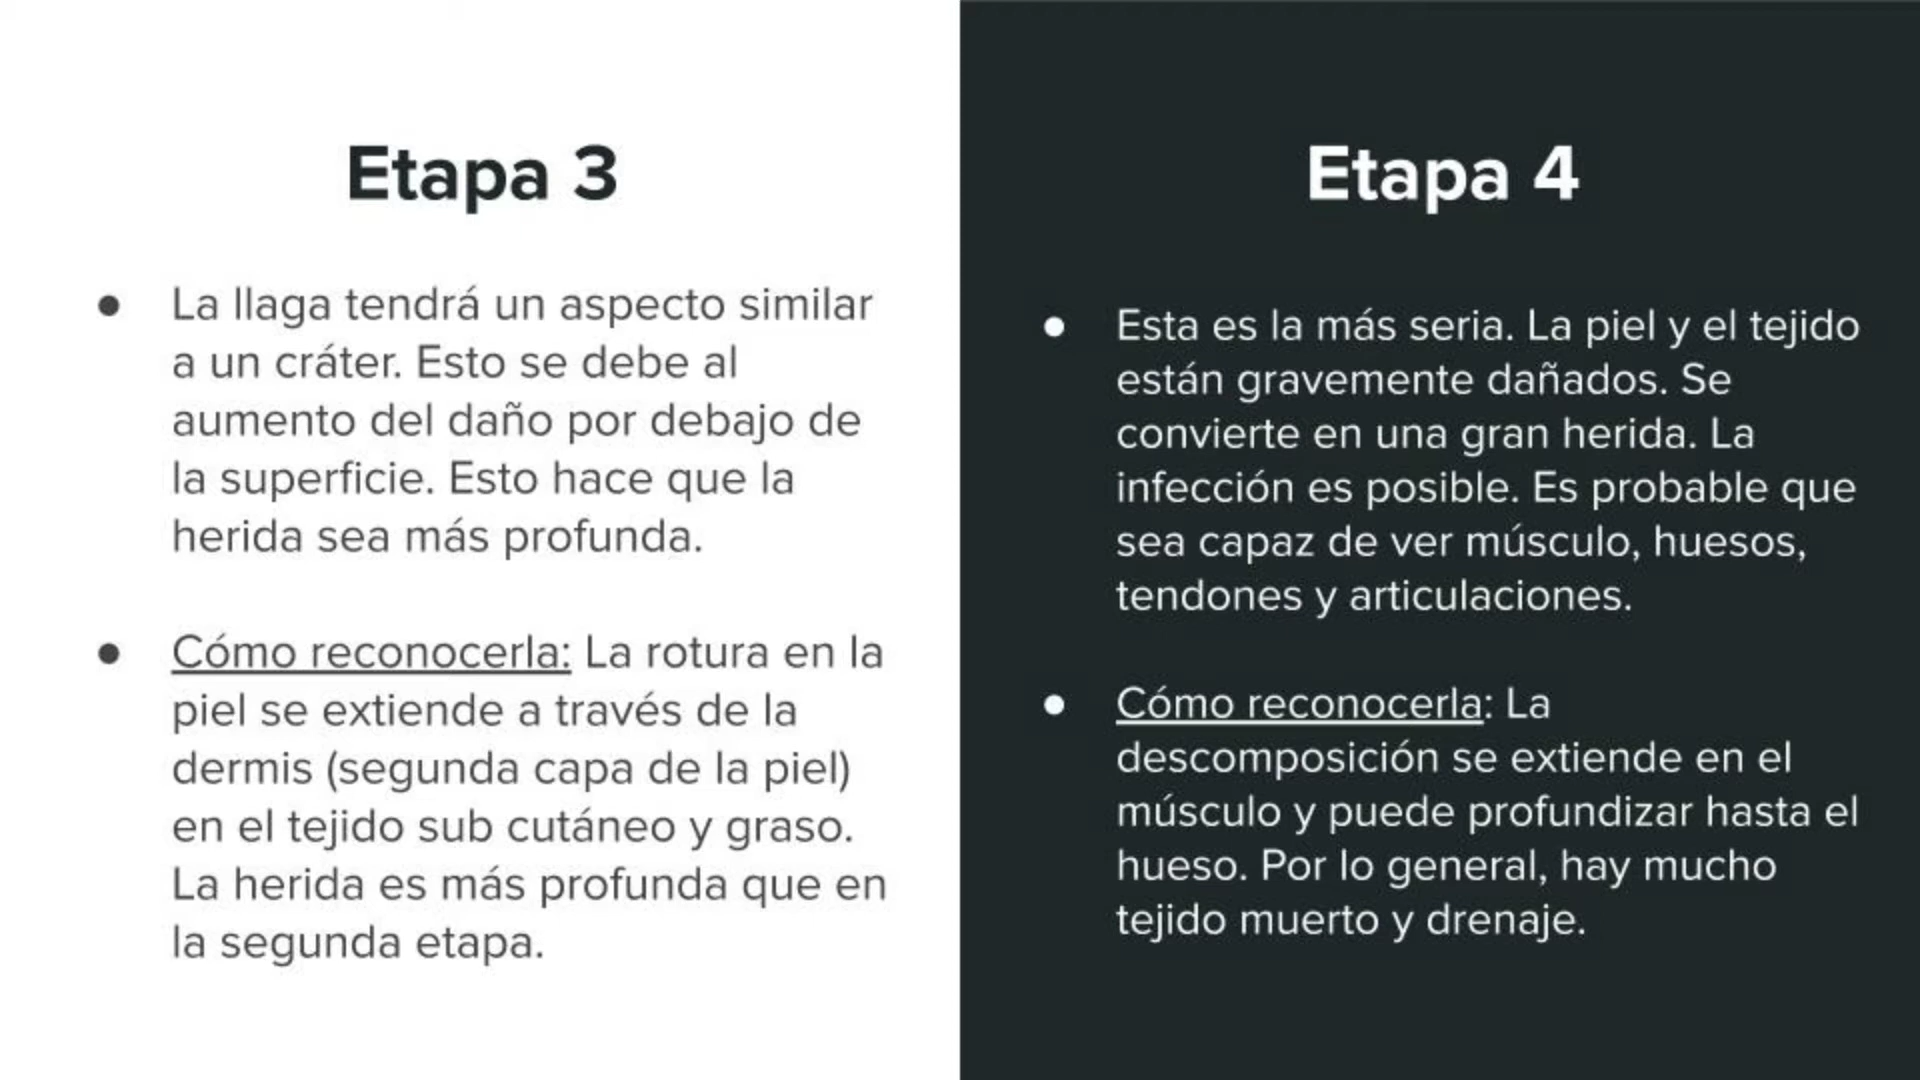 Etapa 3
● La llaga tendrá un aspecto similar
a un cráter. Esto se debe al
aumento del daño por debajo de
la superficie. Esto hace que la
herida sea más profunda.
● Cómo reconocerla: La rotura en la
piel se extiende a través de la
dermis (segunda capa de la piel)
en el tejido sub cutáneo y graso.
La herida es más profunda que en
la segunda etapa.
Etapa 4
● Esta es la más seria. La piel y el tejido
están gravemente dañados. Se
convierte en una gran herida. La
infección es posible. Es probable que
sea capaz de ver músculo, huesos,
tendones y articulaciones.
● Cómo reconocerla: La
descomposición se extiende en el
músculo y puede profundizar hasta el
hueso. Por lo general, hay mucho
tejido muerto y drenaje.